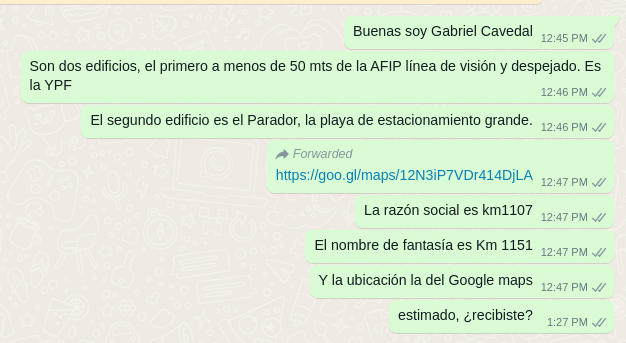 Buenas soy Gabriel Cavedal 12:45 PM
Son dos edificios, el primero a menos de 50 mts de la AFIP línea de visión y despejado. Es
la YPF 12:46 PM
El segundo edificio es el Parador, la playa de estacionamiento grande. 12:46 PM
Forwarded
https://goo.gl/maps/12N3iP7VDr414DjLA 12:47 PM
La razón social es km1107 12:47 PM
El nombre de fantasía es Km 1151 12:47 PM
Y la ubicación la del Google maps 12:47 PM
estimado, ¿recibiste? 1:27 PM